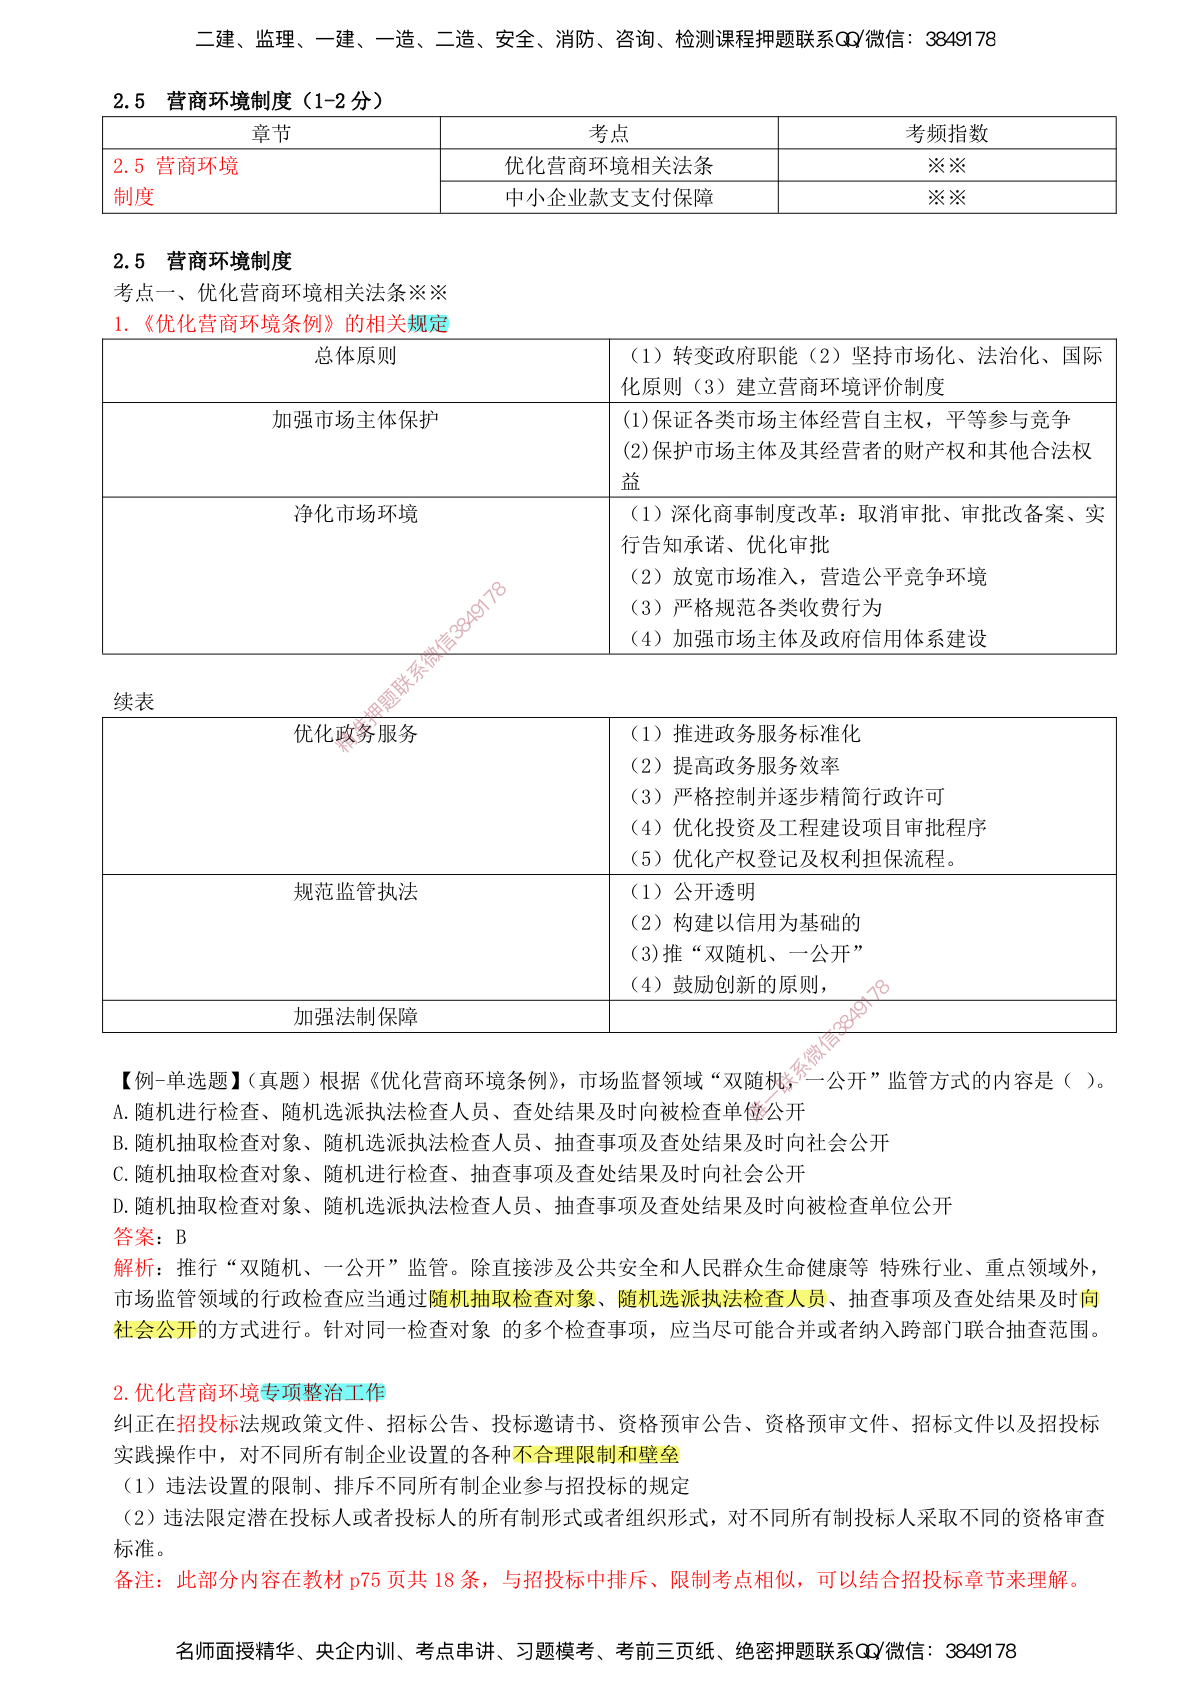 二建、监理、一建、一造、二造、安全、消防、咨询、检测课程押题联系QQ/微信：3849178
2.5 营商环境制度（1-2 分）
章节 考点 考频指数
2.5 营商环境 优化营商环境相关法条 ※※
制度 中小企业款支支付保障 ※※
2.5 营商环境制度
考点一、优化营商环境相关法条※※
1.《优化营商环境条例》的相关规定
总体原则 （1）转变政府职能（2）坚持市场化、法治化、国际
化原则（3）建立营商环境评价制度
加强市场主体保护 (1)保证各类市场主体经营自主权，平等参与竞争
(2)保护市场主体及其经营者的财产权和其他合法权
益
净化市场环境 （1）深化商事制度改革：取消审批、审批改备案、实
行告知承诺、优化审批
（2）放宽市场准入，营造公平竞争环境
（3）严格规范各类收费行为
（4）加强市场主体及政府信用体系建设
精准押题联系微信3849178
续表
优化政务服务 （1）推进政务服务标准化
（2）提高政务服务效率
（3）严格控制并逐步精简行政许可
（4）优化投资及工程建设项目审批程序
（5）优化产权登记及权利担保流程。
规范监管执法 （1）公开透明
（2）构建以信用为基础的
（3)推“双随机、一公开”
（4）鼓励创新的原则，
加强法制保障
唯一联系微信3849178
【例-单选题】（真题）根据《优化营商环境条例》，市场监督领域“双随机，一公开”监管方式的内容是（ ）。
A.随机进行检查、随机选派执法检查人员、查处结果及时向被检查单位公开
B.随机抽取检查对象、随机选派执法检查人员、抽查事项及查处结果及时向社会公开
C.随机抽取检查对象、随机进行检查、抽查事项及查处结果及时向社会公开
D.随机抽取检查对象、随机选派执法检查人员、抽查事项及查处结果及时向被检查单位公开
答案：B
解析：推行“双随机、一公开”监管。除直接涉及公共安全和人民群众生命健康等 特殊行业、重点领域外，
市场监管领域的行政检查应当通过随机抽取检查对象、随机选派执法检查人员、抽查事项及查处结果及时向
社会公开的方式进行。针对同一检查对象 的多个检查事项，应当尽可能合并或者纳入跨部门联合抽查范围。
2.优化营商环境专项整治工作
纠正在招投标法规政策文件、招标公告、投标邀请书、资格预审公告、资格预审文件、招标文件以及招投标
实践操作中，对不同所有制企业设置的各种不合理限制和壁垒
（1）违法设置的限制、排斥不同所有制企业参与招投标的规定
（2）违法限定潜在投标人或者投标人的所有制形式或者组织形式，对不同所有制投标人采取不同的资格审查
标准。
备注：此部分内容在教材 p75 页共 18 条，与招投标中排斥、限制考点相似，可以结合招投标章节来理解。
名师面授精华、央企内训、考点串讲、习题模考、考前三页纸、绝密押题联系QQ/微信：3849178